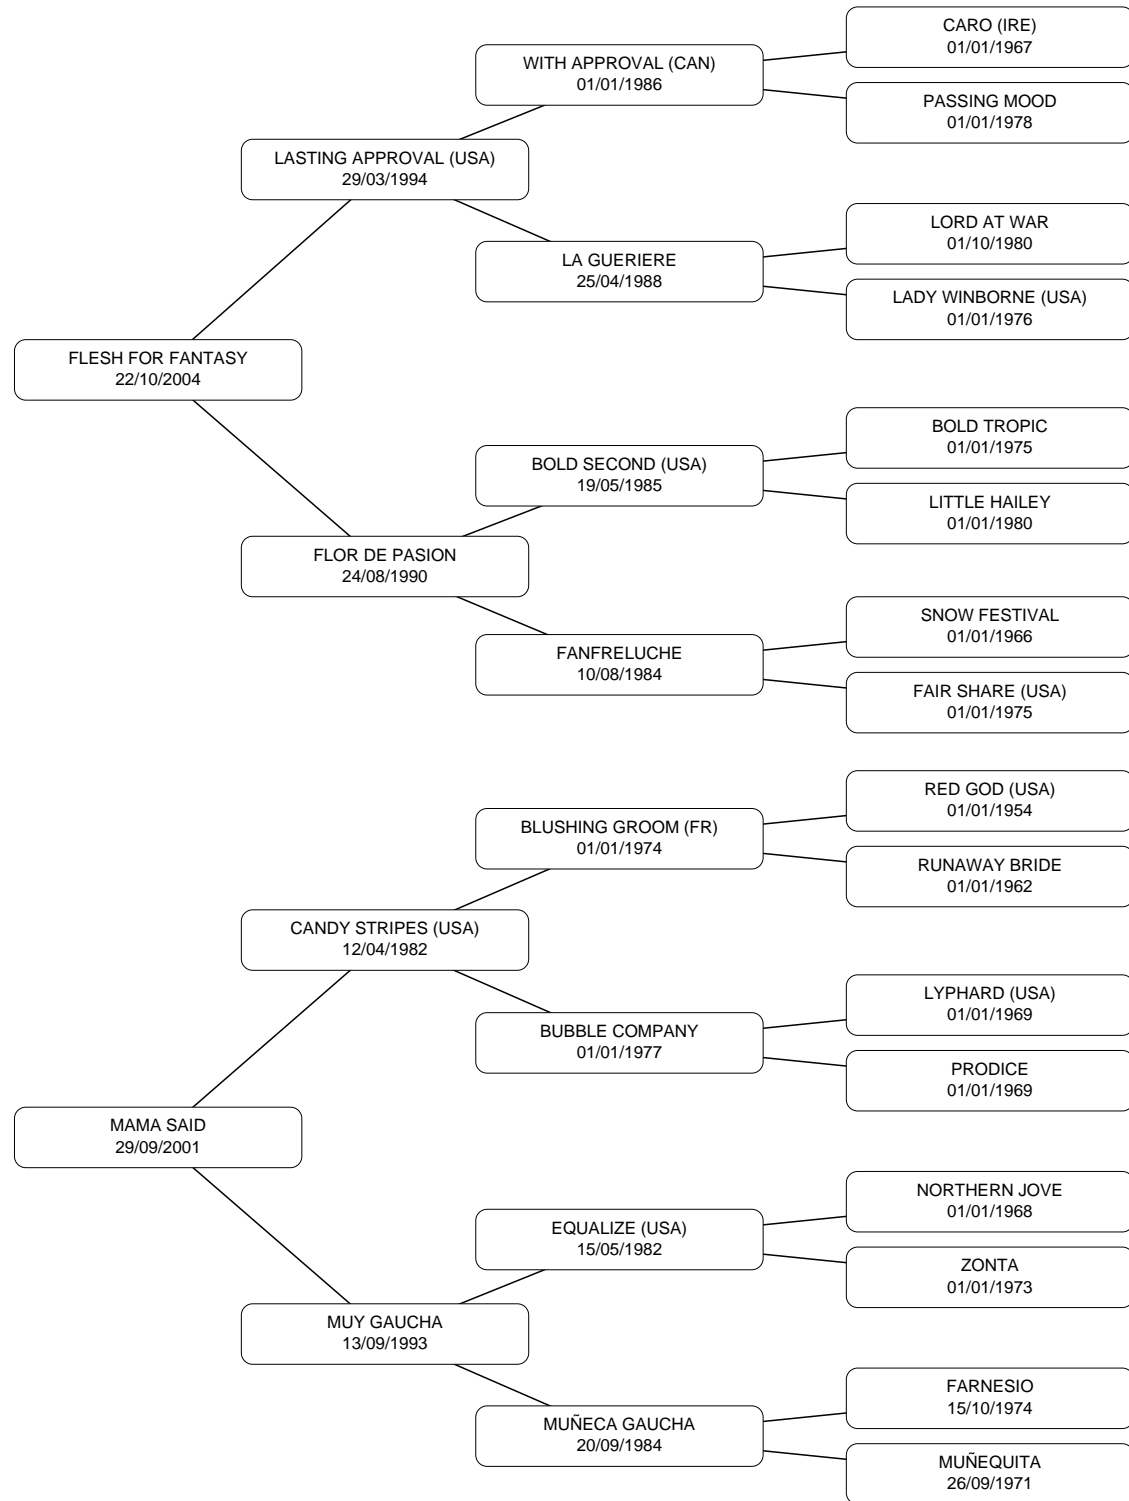 CARO (IRE)
01/01/1967
WITH APPROVAL (CAN)
01/01/1986
PASSING MOOD
01/01/1978
LASTING APPROVAL (USA)
29/03/1994
LORD AT WAR
01/10/1980
LA GUERIERE
25/04/1988
LADY WINBORNE (USA)
01/01/1976
FLESH FOR FANTASY
22/10/2004
BOLD TROPIC
01/01/1975
BOLD SECOND (USA)
19/05/1985
LITTLE HAILEY
01/01/1980
FLOR DE PASION
24/08/1990
SNOW FESTIVAL
01/01/1966
FANFRELUCHE
10/08/1984
FAIR SHARE (USA)
01/01/1975
RED GOD (USA)
01/01/1954
BLUSHING GROOM (FR)
01/01/1974
RUNAWAY BRIDE
01/01/1962
CANDY STRIPES (USA)
12/04/1982
LYPHARD (USA)
01/01/1969
BUBBLE COMPANY
01/01/1977
PRODICE
01/01/1969
MAMA SAID
29/09/2001
NORTHERN JOVE
01/01/1968
EQUALIZE (USA)
15/05/1982
ZONTA
01/01/1973
MUY GAUCHA
13/09/1993
FARNESIO
15/10/1974
MUÑECA GAUCHA
20/09/1984
MUÑEQUITA
26/09/1971